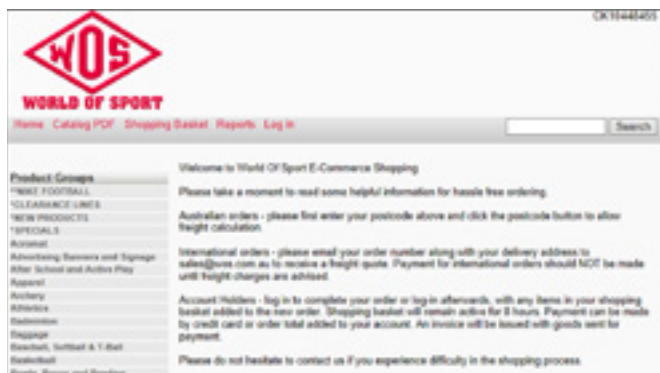 WOS
WORLD OF SPORT
Home Catalog PDF Shopping Basket Reports Log In
Search
Product Groups
*NIKE FOOTBALL
*CLEARANCE LINES
*NEW PRODUCTS
*SPECIALS
Acromat
Advertising Banners and Signage
After School and Active Play
Apparel
Archery
Athletics
Badminton
Baggage
Baseball, Softball & T-Ball
Basketball
Welcome to World Of Sport E-Commerce Shopping
Please take a moment to read some helpful information for hassle free ordering.
Australian orders - please first enter your postcode above and click the postcode button to allow
freight calculation.
International orders - please email your order number along with your delivery address to
sales@wos.com.au to receive a freight quote. Payment for international orders should NOT be made
until freight charges are advised.
Account Holders - log in to complete your order or log in afterwards, with any items in your shopping
basket added to the new order. Shopping basket will remain active for 8 hours. Payment can be made
by credit card or order total added to your account. An invoice will be issued with goods sent for
payment.
Please do not hesitate to contact us if you experience difficulty in the shopping process.